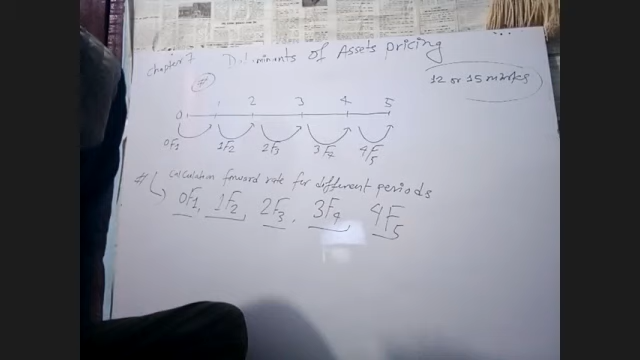 chapter 7 Daterminants of Assets pricing
12 or 15 marks
#
0 1 2 3 4 5
0F1 1F2 2F3 3F4 4F5
# Calculation forward rate for different periods
0F1, 1F2, 2F3, 3F4, 4F5